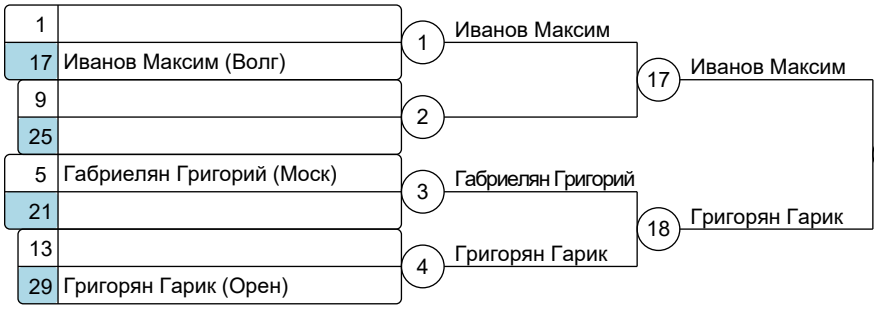 1
17 Иванов Максим (Волг)
9
25
5 Габриелян Григорий (Моск)
21
13
29 Григорян Гарик (Орен)
1 Иванов Максим
2
3 Габриелян Григорий
4 Григорян Гарик
17 Иванов Максим
18 Григорян Гарик